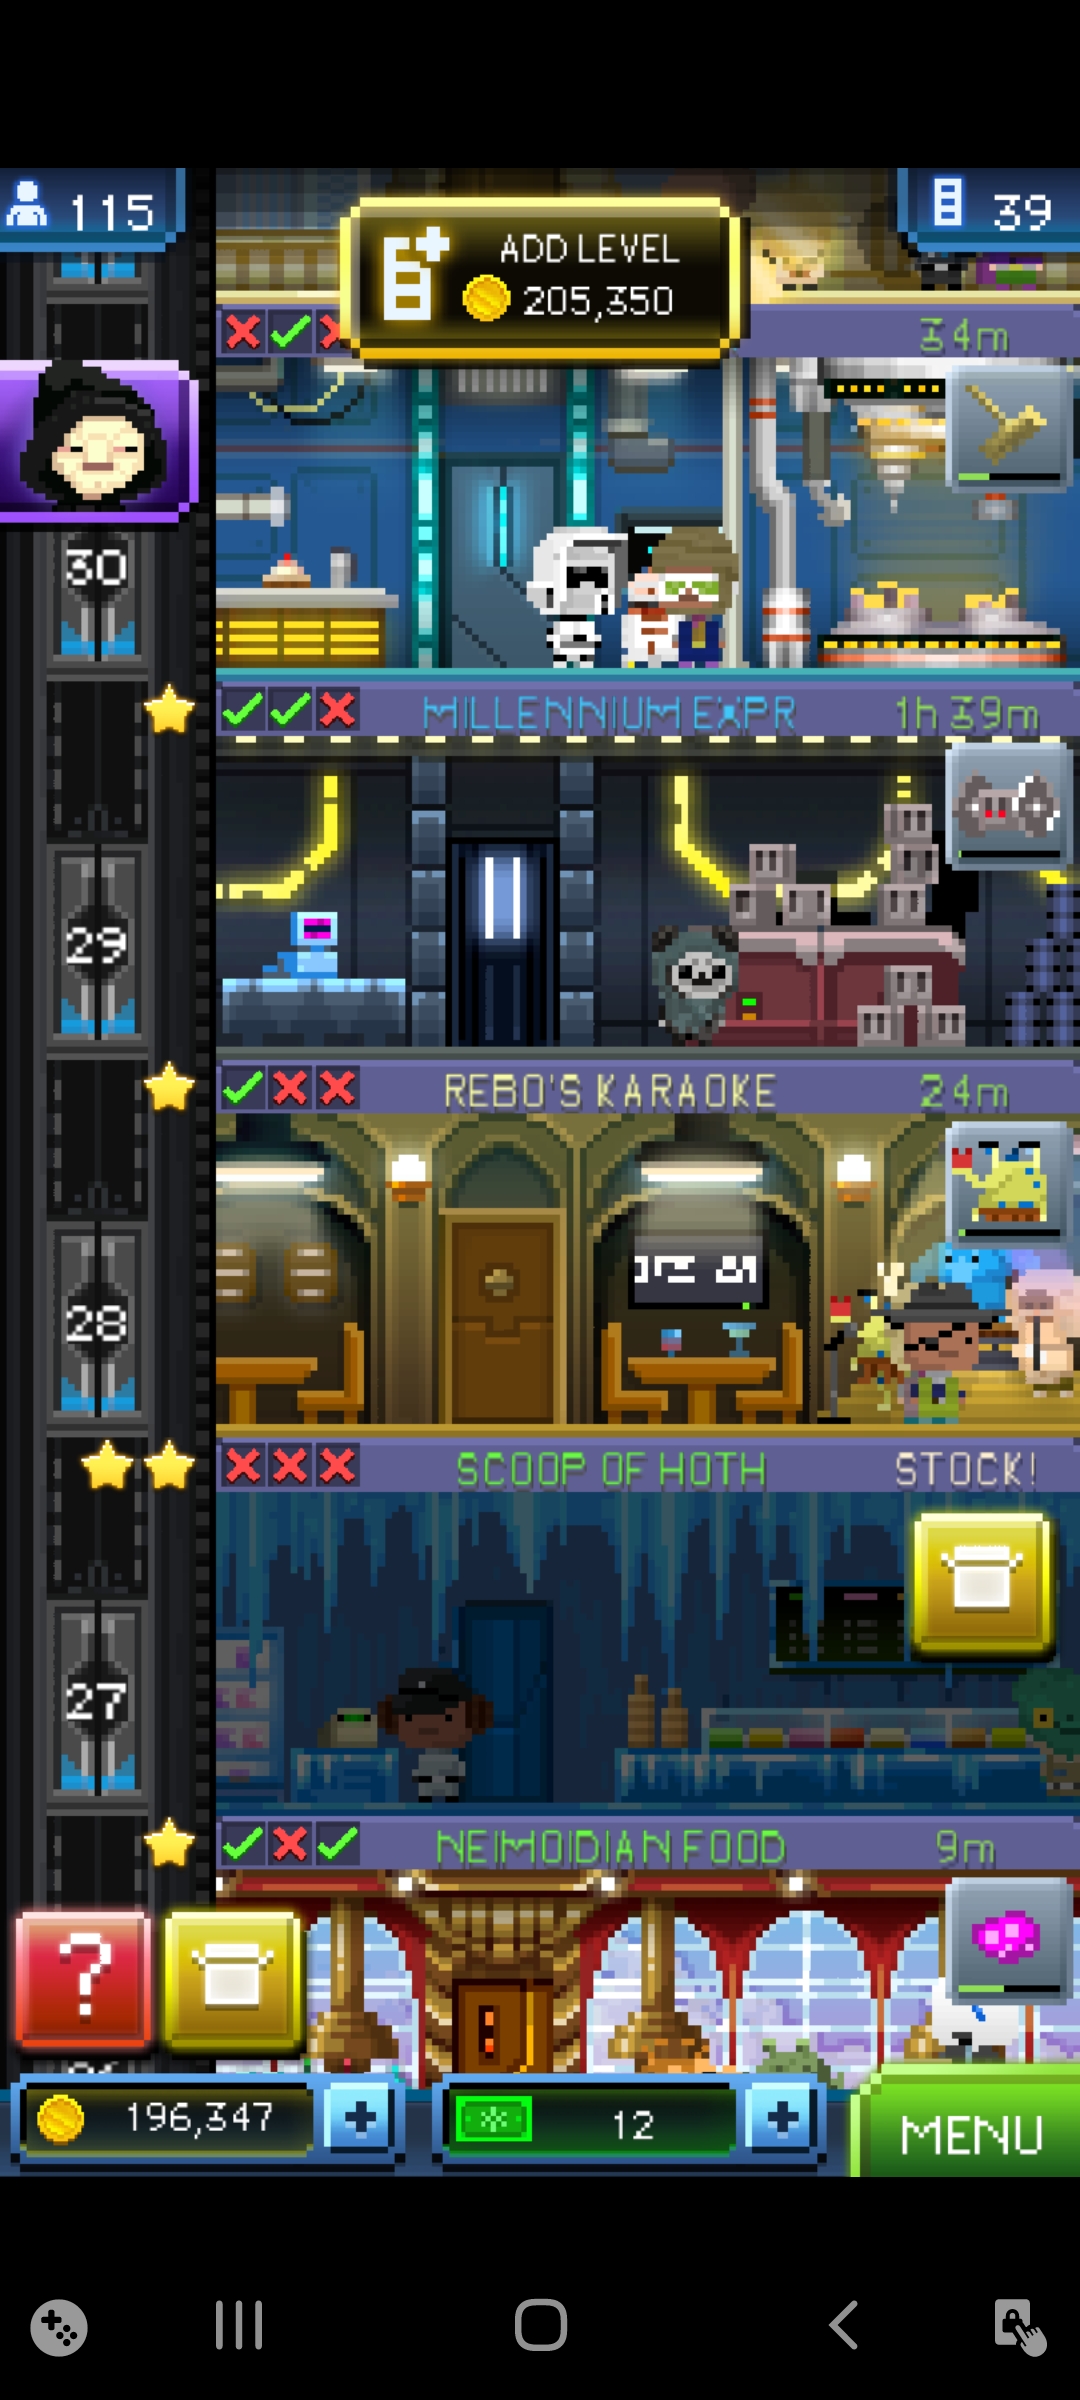 115
39
ADD LEVEL
205,350
34m
30
MILLENNIUM EXPR
1h 39m
29
REBO'S KARAOKE
24m
28
SCOOP OF HOTH
STOCK!
27
NEIMOIDIAN FOOD
9m
?
196,347
12
MENU